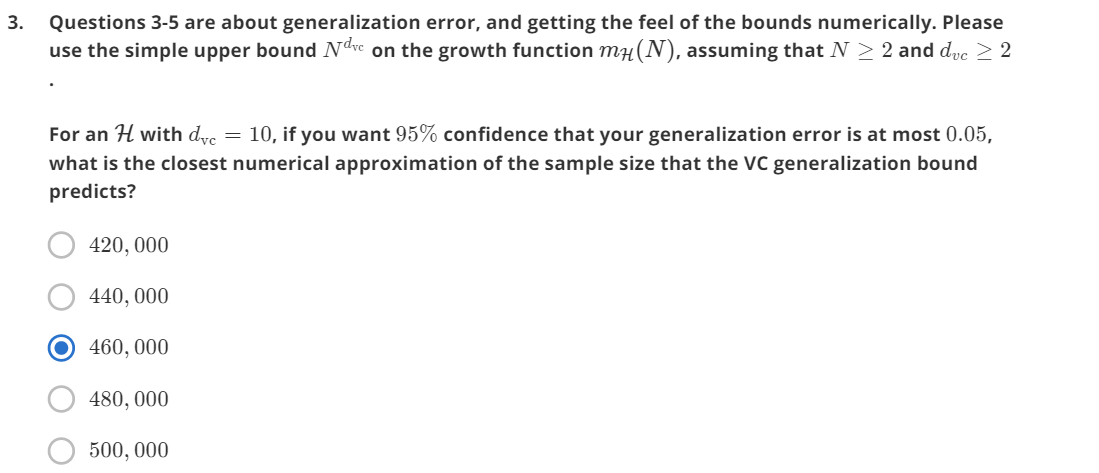 3. Questions 3-5 are about generalization error, and getting the feel of the bounds numerically. Please
use the simple upper bound $N^{d_{vc}}$ on the growth function $m_{\mathcal{H}}(N)$, assuming that $N \geq 2$ and $d_{vc} \geq 2$
.
For an $\mathcal{H}$ with $d_{vc} = 10$, if you want 95% confidence that your generalization error is at most 0.05,
what is the closest numerical approximation of the sample size that the VC generalization bound
predicts?
420, 000
440, 000
460, 000
480, 000
500, 000